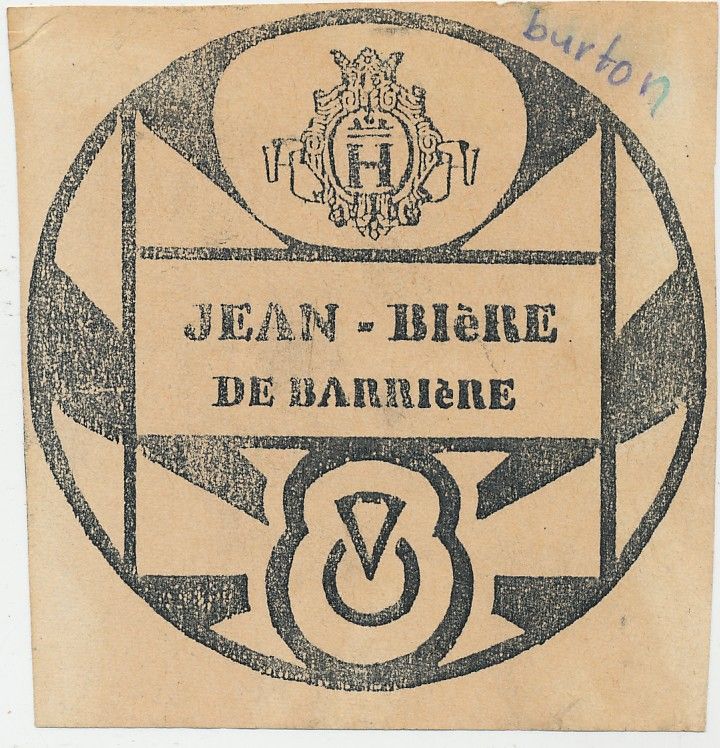 burton
H
JEAN - BIèRE
DE BARRIèRE